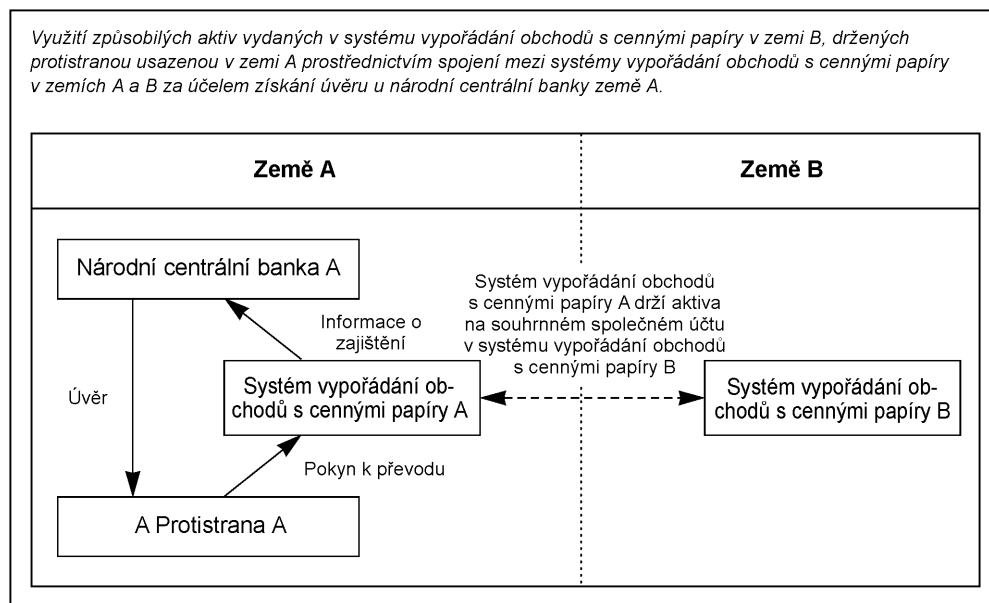 Využití způsobilých aktiv vydaných v systému vypořádání obchodů s cennými papíry v zemi B, držených
protistranou usazenou v zemi A prostřednictvím spojení mezi systémy vypořádání obchodů s cennými papíry
v zemích A a B za účelem získání úvěru u národní centrální banky země A.
Země A
Země B
Národní centrální banka A
Systém vypořádání obchodů
s cennými papíry A drží aktiva
na souhrnném společném účtu
v systému vypořádání obchodů
s cennými papíry B
Informace o
zajištění
Úvěr
Systém vypořádání ob-
chodů s cennými papíry A
Systém vypořádání ob-
chodů s cennými papíry B
Pokyn k převodu
A Protistrana A